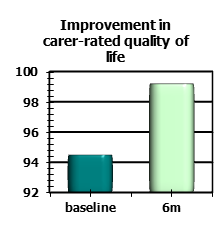 Improvement in
carer-rated quality of
life
100
98
96
94
92
baseline 6m